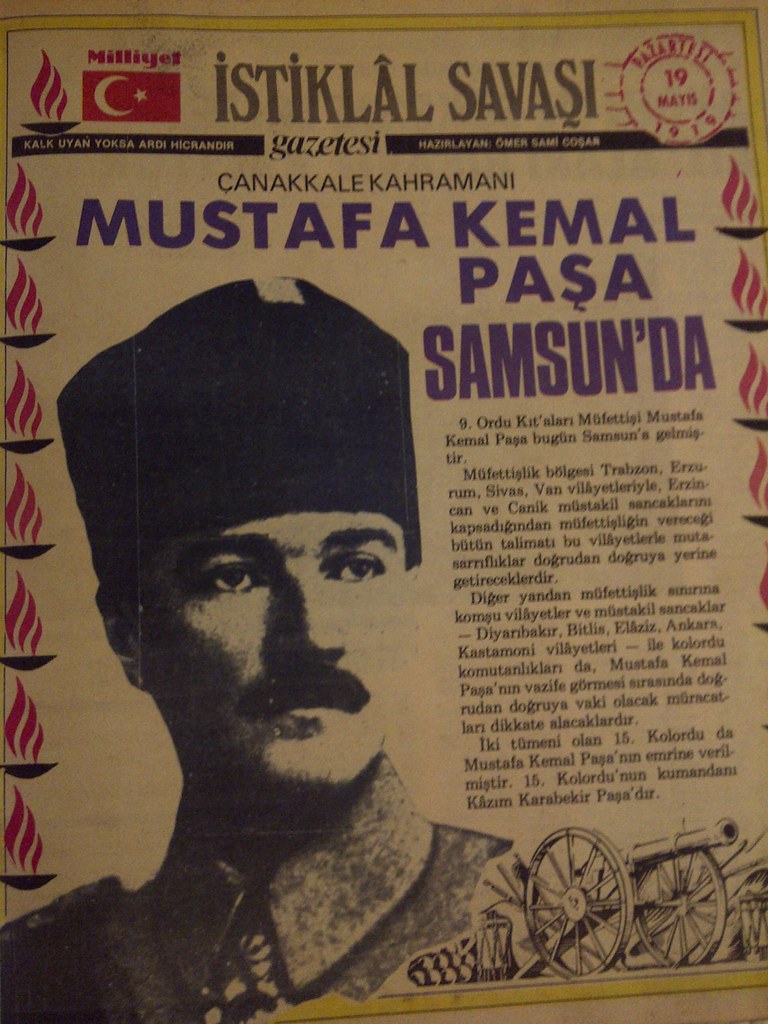 Milliyet
İSTİKLÂL SAVAŞI
PAZARTESİ
19
MAYIS
1919
KALK UYAN YOKSA ARDI HİCRANDIR
gazetesi
HAZIRLAYAN: ÖMER SAMİ COŞAR
ÇANAKKALE KAHRAMANI
MUSTAFA KEMAL
PAŞA
SAMSUN'DA
9. Ordu Kıt'aları Müfettişi Mustafa
Kemal Paşa bugün Samsun'a gelmiş-
tir.
Müfettişlik bölgesi Trabzon, Erzu-
rum, Sivas, Van vilâyetleriyle, Erzin-
can ve Canik müstakil sancaklarını
kapsadığından müfettişliğin vereceği
bütün talimatı bu vilâyetlerle muta-
sarrıflıklar doğrudan doğruya yerine
getireceklerdir.
Diğer yandan müfettişlik sınırına
komşu vilâyetler ve müstakil sancaklar
— Diyarıbakır, Bitlis, Elâziz, Ankara,
Kastamoni vilâyetleri — ile kolordu
komutanlıkları da, Mustafa Kemal
Paşa'nın vazife görmesi sırasında doğ-
rudan doğruya vaki olacak müracat-
ları dikkate alacaklardır.
İki tümeni olan 15. Kolordu da
Mustafa Kemal Paşa'nın emrine veril-
miştir. 15. Kolordu'nun kumandanı
Kâzım Karabekir Paşa'dır.